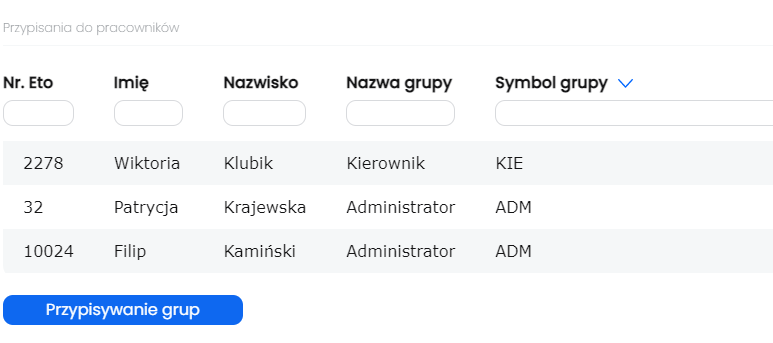 Przypisania do pracowników
Nr. Eto Imię Nazwisko Nazwa grupy Symbol grupy
2278 Wiktoria Klubik Kierownik KIE
32 Patrycja Krajewska Administrator ADM
10024 Filip Kamiński Administrator ADM
Przypisywanie grup